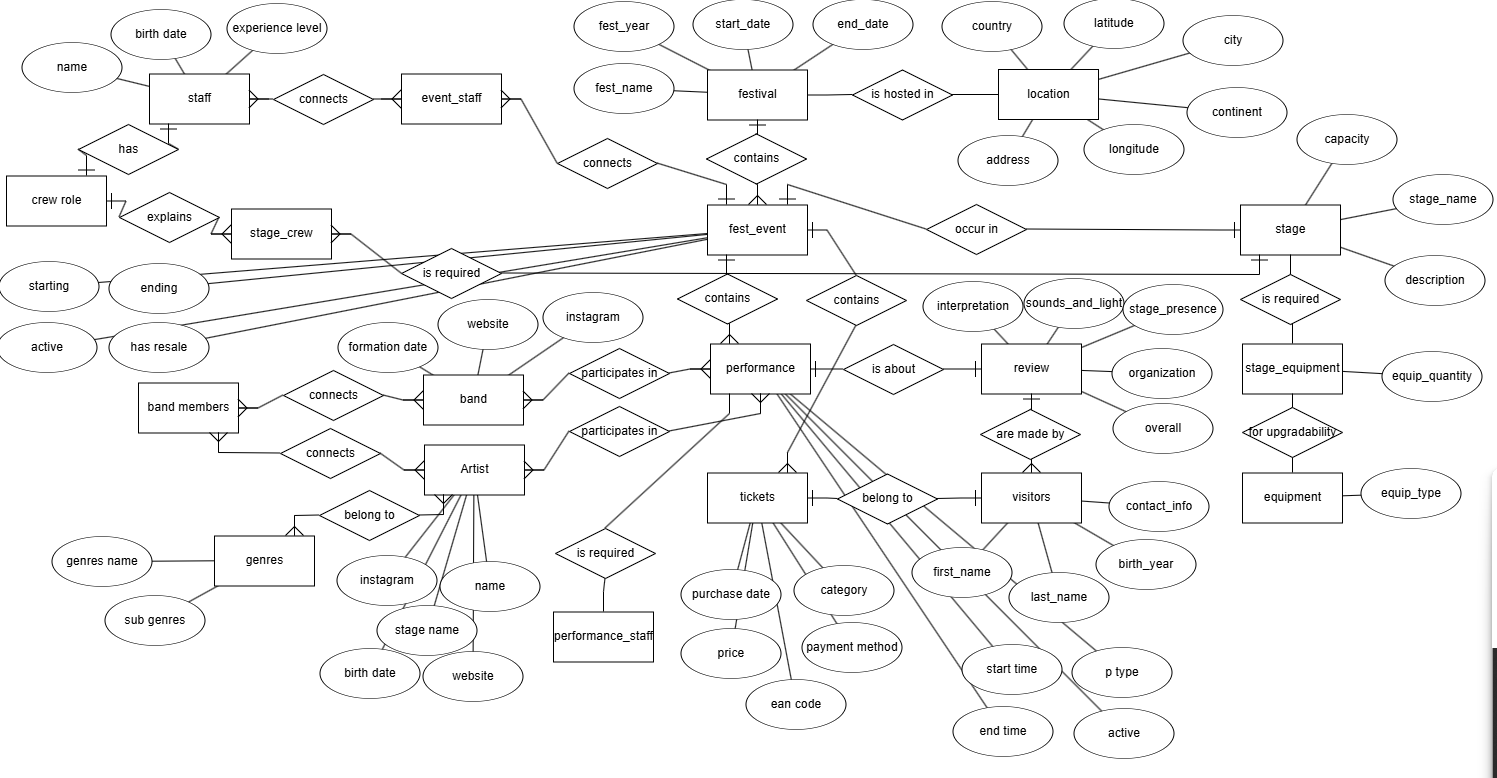 birth date
experience level
fest_year
start_date
end_date
country
latitude
city
name
staff
connects
event_staff
fest_name
festival
is hosted in
location
continent
has
connects
contains
address
longitude
capacity
crew role
explains
stage_crew
fest_event
occur in
stage
stage_name
starting
ending
is required
contains
contains
interpretation
sounds_and_light
stage_presence
is required
description
active
has resale
formation date
website
instagram
participates in
performance
is about
review
organization
stage_equipment
equip_quantity
band members
connects
band
participates in
are made by
overall
for upgradability
connects
Artist
tickets
belong to
visitors
contact_info
equipment
equip_type
belong to
genres name
genres
instagram
name
is required
first_name
last_name
birth_year
sub genres
stage name
purchase date
category
performance_staff
price
payment method
birth date
website
start time
p type
ean code
end time
active